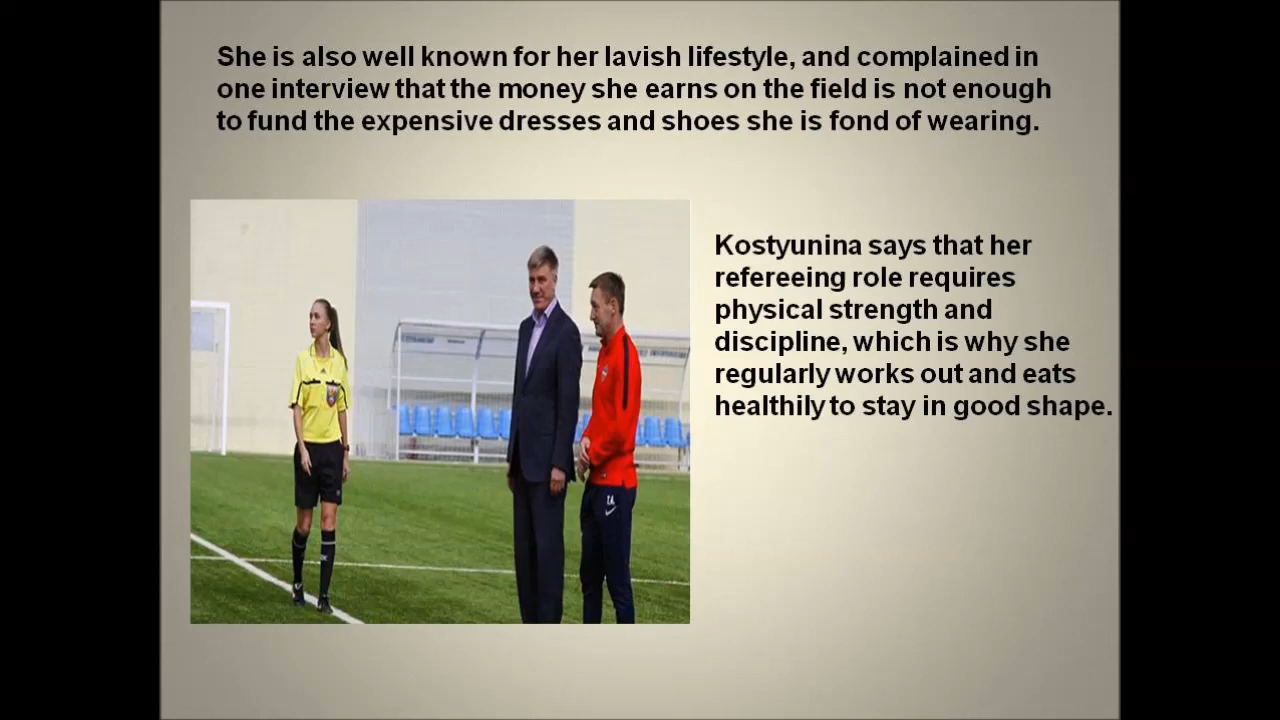 She is also well known for her lavish lifestyle, and complained in
one interview that the money she earns on the field is not enough
to fund the expensive dresses and shoes she is fond of wearing.
Kostyunina says that her
refereeing role requires
physical strength and
discipline, which is why she
regularly works out and eats
healthily to stay in good shape.